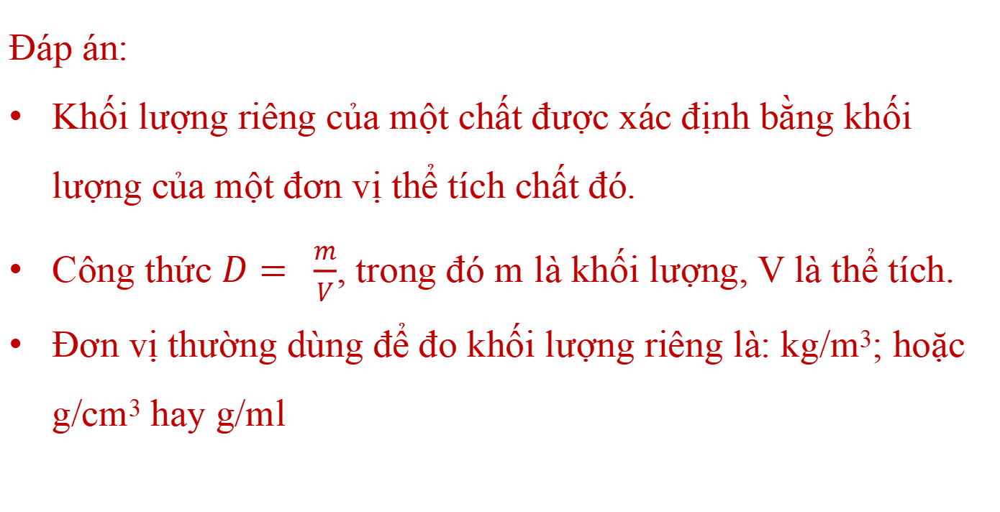 Đáp án:
• Khối lượng riêng của một chất được xác định bằng khối
lượng của một đơn vị thể tích chất đó.
• Công thức D = m/V, trong đó m là khối lượng, V là thể tích.
• Đơn vị thường dùng để đo khối lượng riêng là: kg/m³; hoặc
g/cm³ hay g/ml